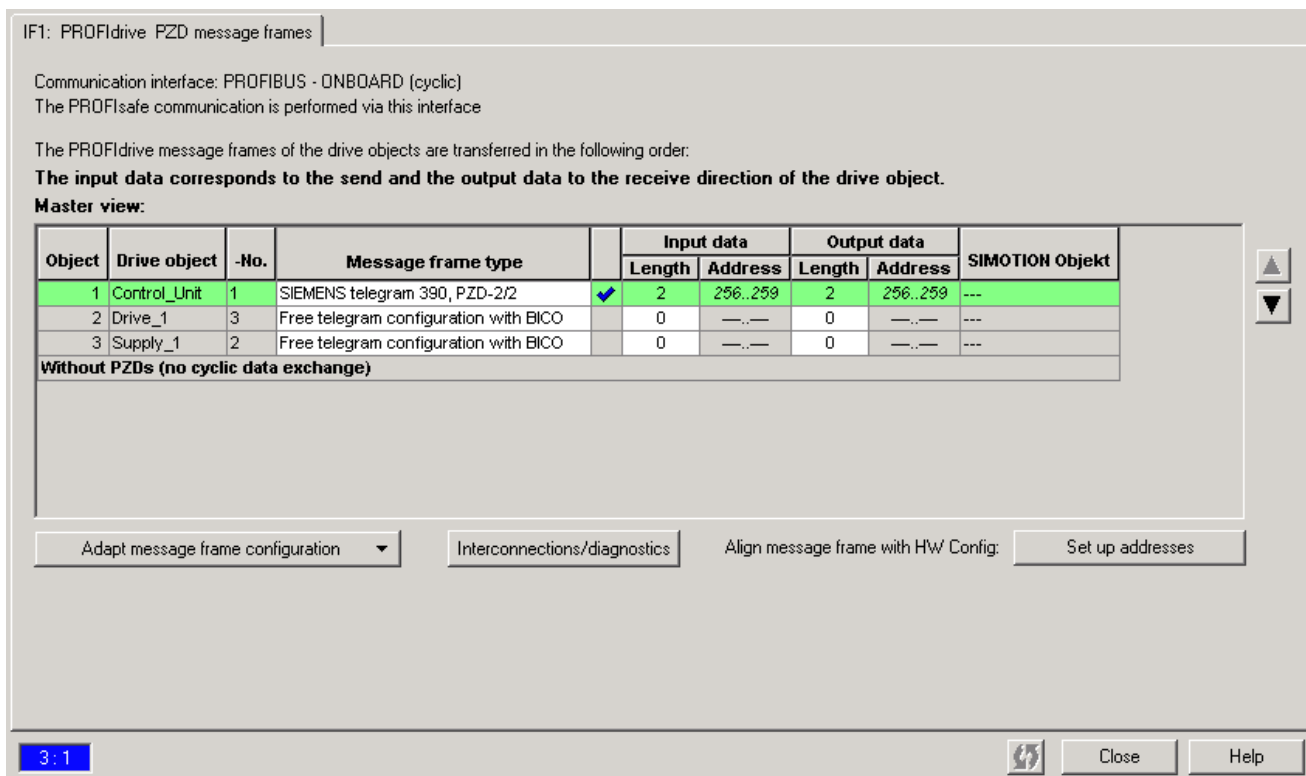 IF1: PROFIdrive PZD message frames
Communication interface: PROFIBUS - ONBOARD (cyclic)
The PROFIsafe communication is performed via this interface
The PROFIdrive message frames of the drive objects are transferred in the following order:
The input data corresponds to the send and the output data to the receive direction of the drive object.
Master view:
Object Drive object -No. Message frame type Input data Output data SIMOTION Objekt
Length Address Length Address
1 Control_Unit 1 SIEMENS telegram 390, PZD-2/2 2 256..259 2 256..259 ---
2 Drive_1 3 Free telegram configuration with BICO 0 —..— 0 —..— ---
3 Supply_1 2 Free telegram configuration with BICO 0 —..— 0 —..— ---
Without PZDs (no cyclic data exchange)
Adapt message frame configuration Interconnections/diagnostics Align message frame with HW Config: Set up addresses
3 : 1 Close Help